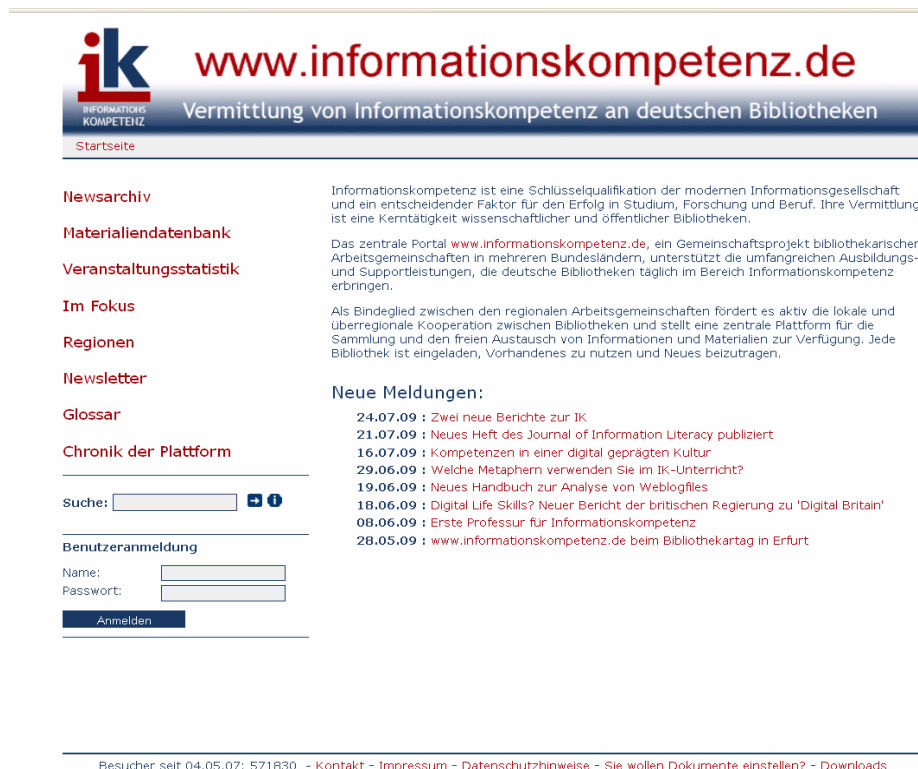 ik
INFORMATIONS
KOMPETENZ
www.informationskompetenz.de
Vermittlung von Informationskompetenz an deutschen Bibliotheken
Startseite
Newsarchiv
Materialiendatenbank
Veranstaltungsstatistik
Im Fokus
Regionen
Newsletter
Glossar
Chronik der Plattform
Suche:
Benutzeranmeldung
Name:
Passwort:
Anmelden
Informationskompetenz ist eine Schlüsselqualifikation der modernen Informationsgesellschaft
und ein entscheidender Faktor für den Erfolg in Studium, Forschung und Beruf. Ihre Vermittlung
ist eine Kerntätigkeit wissenschaftlicher und öffentlicher Bibliotheken.
Das zentrale Portal www.informationskompetenz.de, ein Gemeinschaftsprojekt bibliothekarischer
Arbeitsgemeinschaften in mehreren Bundesländern, unterstützt die umfangreichen Ausbildungs-
und Supportleistungen, die deutsche Bibliotheken täglich im Bereich Informationskompetenz
erbringen.
Als Bindeglied zwischen den regionalen Arbeitsgemeinschaften fördert es aktiv die lokale und
überregionale Kooperation zwischen Bibliotheken und stellt eine zentrale Plattform für die
Sammlung und den freien Austausch von Informationen und Materialien zur Verfügung. Jede
Bibliothek ist eingeladen, Vorhandenes zu nutzen und Neues beizutragen.
Neue Meldungen:
24.07.09 : Zwei neue Berichte zur IK
21.07.09 : Neues Heft des Journal of Information Literacy publiziert
16.07.09 : Kompetenzen in einer digital geprägten Kultur
29.06.09 : Welche Metaphern verwenden Sie im IK-Unterricht?
19.06.09 : Neues Handbuch zur Analyse von Weblogfiles
18.06.09 : Digital Life Skills? Neuer Bericht der britischen Regierung zu 'Digital Britain'
08.06.09 : Erste Professur für Informationskompetenz
28.05.09 : www.informationskompetenz.de beim Bibliothekartag in Erfurt
Besucher seit 04.05.07: 571830 - Kontakt - Impressum - Datenschutzhinweise - Sie wollen Dokumente einstellen? - Downloads